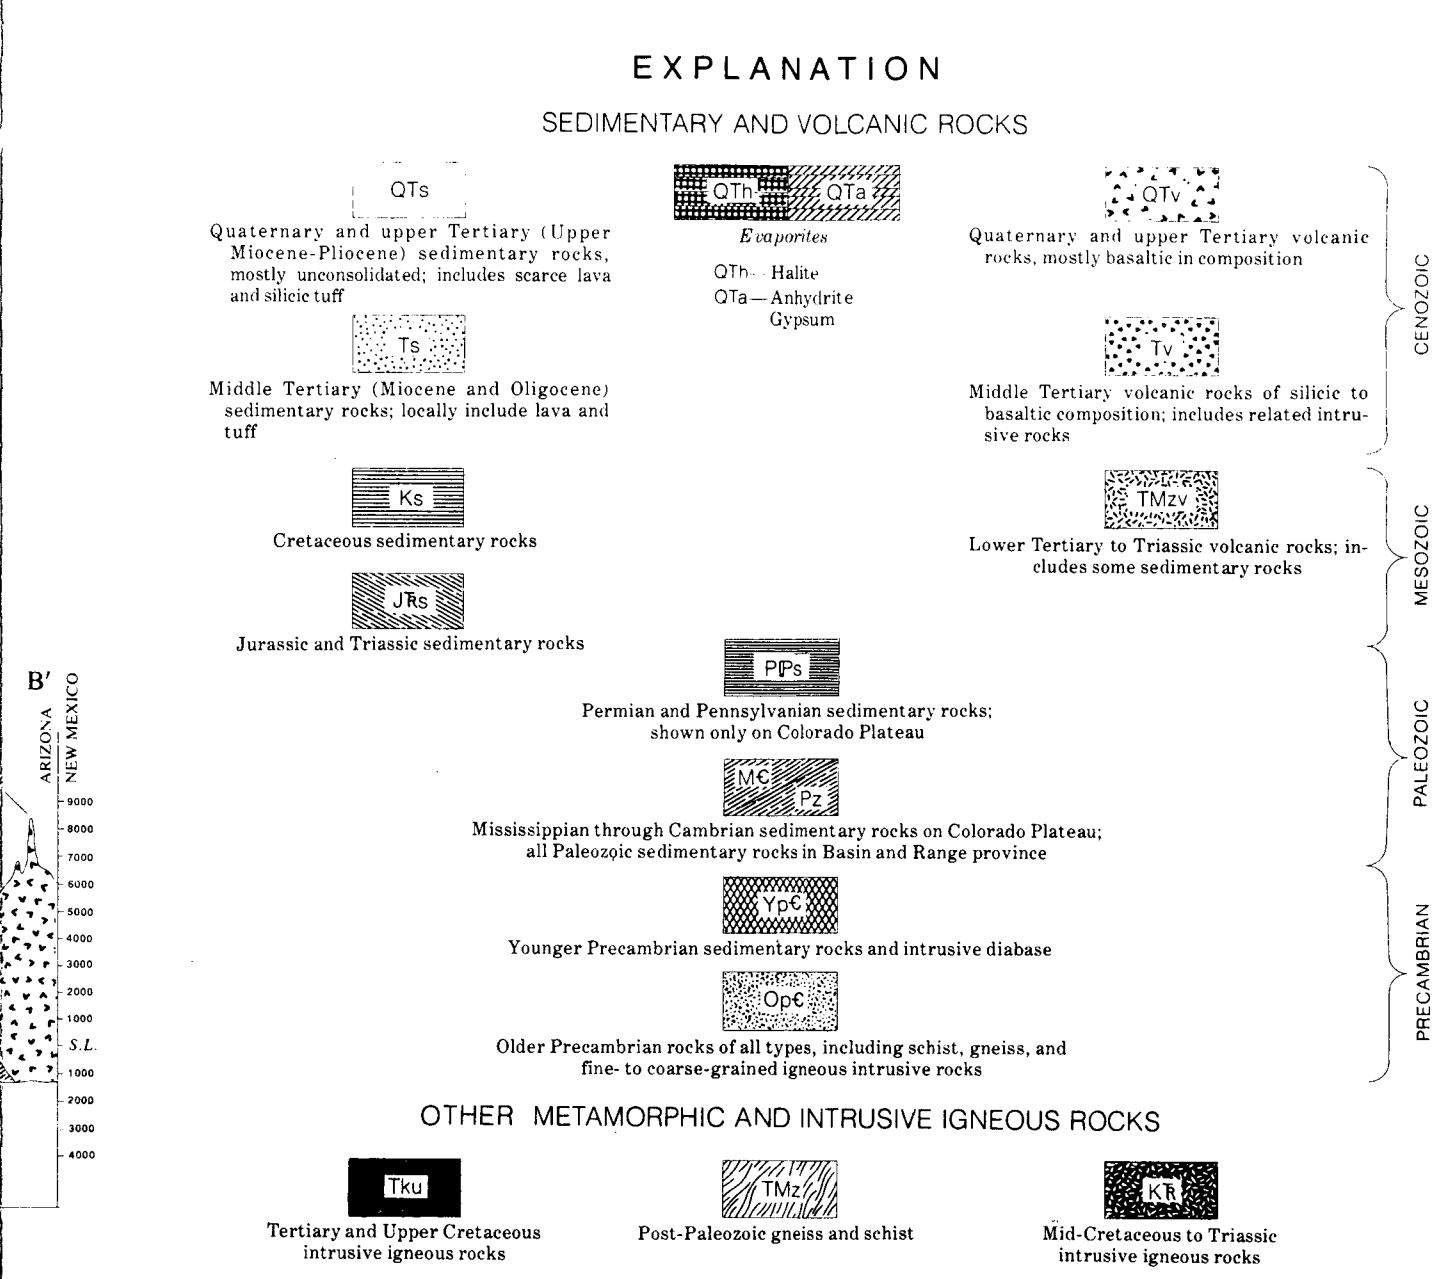 EXPLANATION
SEDIMENTARY AND VOLCANIC ROCKS
QTs
Quaternary and upper Tertiary (Upper
Miocene-Pliocene) sedimentary rocks,
mostly unconsolidated; includes scarce lava
and silicic tuff
QTh QTa
Evaporites
QTh- Halite
QTa—Anhydrite
Gypsum
QTv
Quaternary and upper Tertiary volcanic
rocks, mostly basaltic in composition
Ts
Middle Tertiary (Miocene and Oligocene)
sedimentary rocks; locally include lava and
tuff
Tv
Middle Tertiary volcanic rocks of silicic to
basaltic composition; includes related intru-
sive rocks
CENOZOIC
Ks
Cretaceous sedimentary rocks
TMzv
Lower Tertiary to Triassic volcanic rocks; in-
cludes some sedimentary rocks
JꞦs
Jurassic and Triassic sedimentary rocks
MESOZOIC
PℙPs
Permian and Pennsylvanian sedimentary rocks;
shown only on Colorado Plateau
M€
Pz
Mississippian through Cambrian sedimentary rocks on Colorado Plateau;
all Paleozoic sedimentary rocks in Basin and Range province
PALEOZOIC
Yp€
Younger Precambrian sedimentary rocks and intrusive diabase
Op€
Older Precambrian rocks of all types, including schist, gneiss, and
fine- to coarse-grained igneous intrusive rocks
PRECAMBRIAN
OTHER METAMORPHIC AND INTRUSIVE IGNEOUS ROCKS
Tku
Tertiary and Upper Cretaceous
intrusive igneous rocks
TMz
Post-Paleozoic gneiss and schist
KꞦ
Mid-Cretaceous to Triassic
intrusive igneous rocks
B′
ARIZONA
NEW MEXICO
9000
8000
7000
6000
5000
4000
3000
2000
1000
S.L.
1000
2000
3000
4000